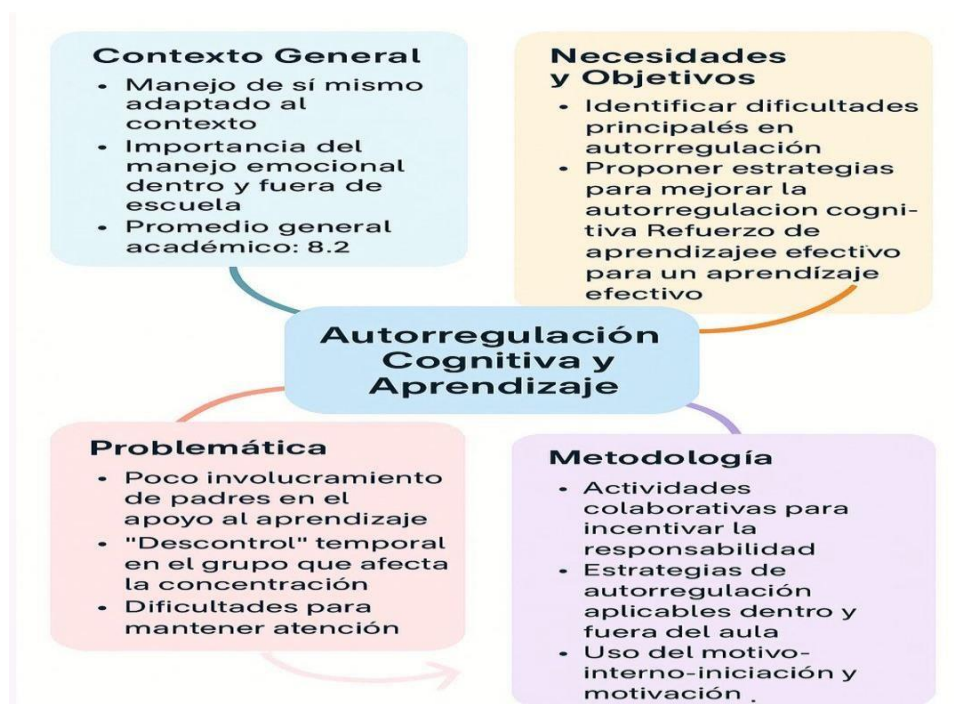 Contexto General
• Manejo de sí mismo
adaptado al
contexto
• Importancia del
manejo emocional
dentro y fuera de
escuela
• Promedio general
académico: 8.2
Necesidades
y Objetivos
• Identificar dificultades
principalés en
autorregulación
• Proponer estrategias
para mejorar la
autorregulacion cogni-
tiva Refuerzo de
aprendizajee efectivo
para un aprendízaje
efectivo
Autorregulación
Cognitiva y
Aprendizaje
Problemática
• Poco involucramiento
de padres en el
apoyo al aprendizaje
• "Descontrol" temporal
en el grupo que afecta
la concentración
• Dificultades para
mantener atención
Metodología
• Actividades
colaborativas para
incentivar la
responsabilidad
• Estrategias de
autorregulación
aplicables dentro y
fuera del aula
• Uso del motivo-
interno-iniciación y
motivación .